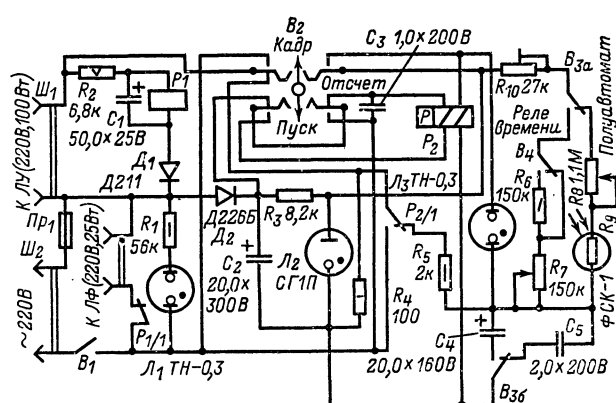 В2
Кадр
С3 1,0×200В
Ш1
R2
6,8к
С1
50,0×25В
Р1
Отсчет
Р
Р2
R10 27к
В3а
Полуавтомат
К ЛУ(220В,100Вт)
Пуск
Реле
времени
В4
Д1
Д211
Л3ТН-0,3
R6
150к
R8 1,1М
Пр1
Ш2
R1
56к
Д226Б
Д2
R3 8,2к
Р2/1
R9
ФСК-1
К ЛФ(220В,25Вт)
С2
20,0×
300В
Л2
СГ1П
R5
2к
R7
150к
~220В
Р1/1
R4
100
С4
С5
В1
Л1 ТН-0,3
20,0×160В
2,0×200В
В3б